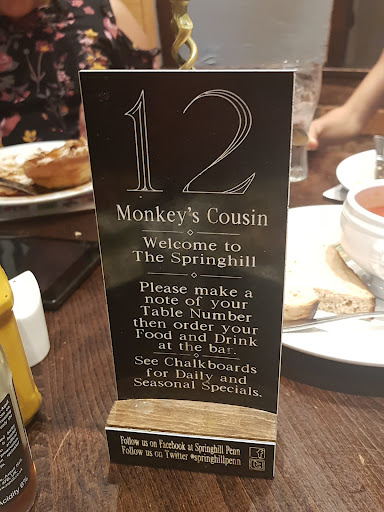 12
Monkey's Cousin
Welcome to
The Springhill
Please make a
note of your
Table Number
then order your
Food and Drink
at the bar.
See Chalkboards
for Daily and
Seasonal Specials.
Follow us on Facebook at Springhill Penn
Follow us on Twitter #springhillpenn
Acidity 6%